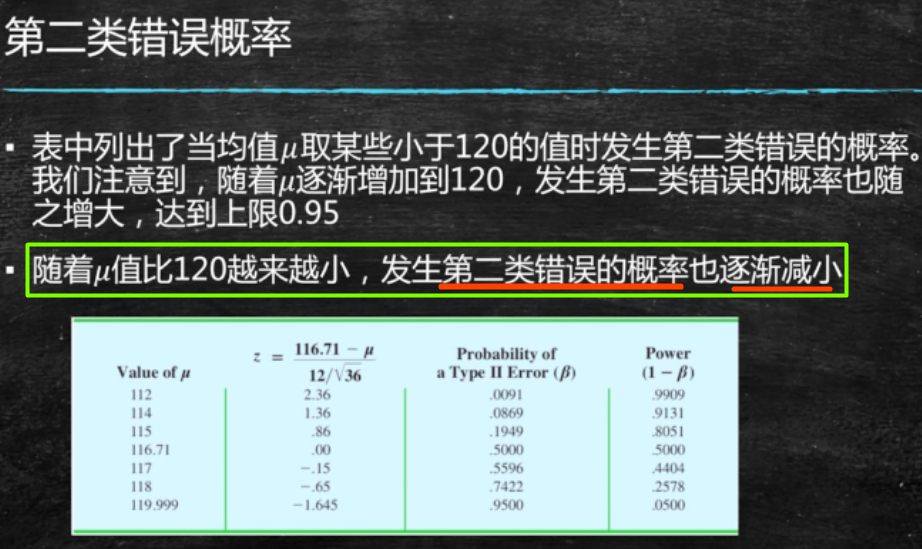 第二类错误概率
▪ 表中列出了当均值μ取某些小于120的值时发生第二类错误的概率。
我们注意到，随着μ逐渐增加到120，发生第二类错误的概率也随
之增大，达到上限0.95
▪ 随着μ值比120越来越小，发生第二类错误的概率也逐渐减小
Value of μ z = (116.71 − μ) / (12/√36) Probability of a Type II Error (β) Power (1 − β)
112 2.36 .0091 .9909
114 1.36 .0869 .9131
115 .86 .1949 .8051
116.71 .00 .5000 .5000
117 −.15 .5596 .4404
118 −.65 .7422 .2578
119.999 −1.645 .9500 .0500